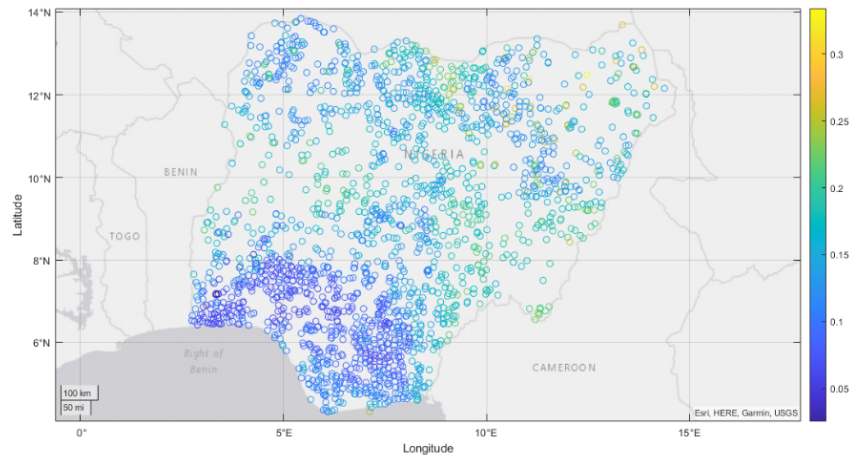 14°N
12°N
10°N
8°N
6°N
Latitude
BENIN
TOGO
NIGERIA
CAMEROON
Bight of
Benin
100 km
50 mi
Esri, HERE, Garmin, USGS
0°
5°E
10°E
15°E
Longitude
0.3
0.25
0.2
0.15
0.1
0.05